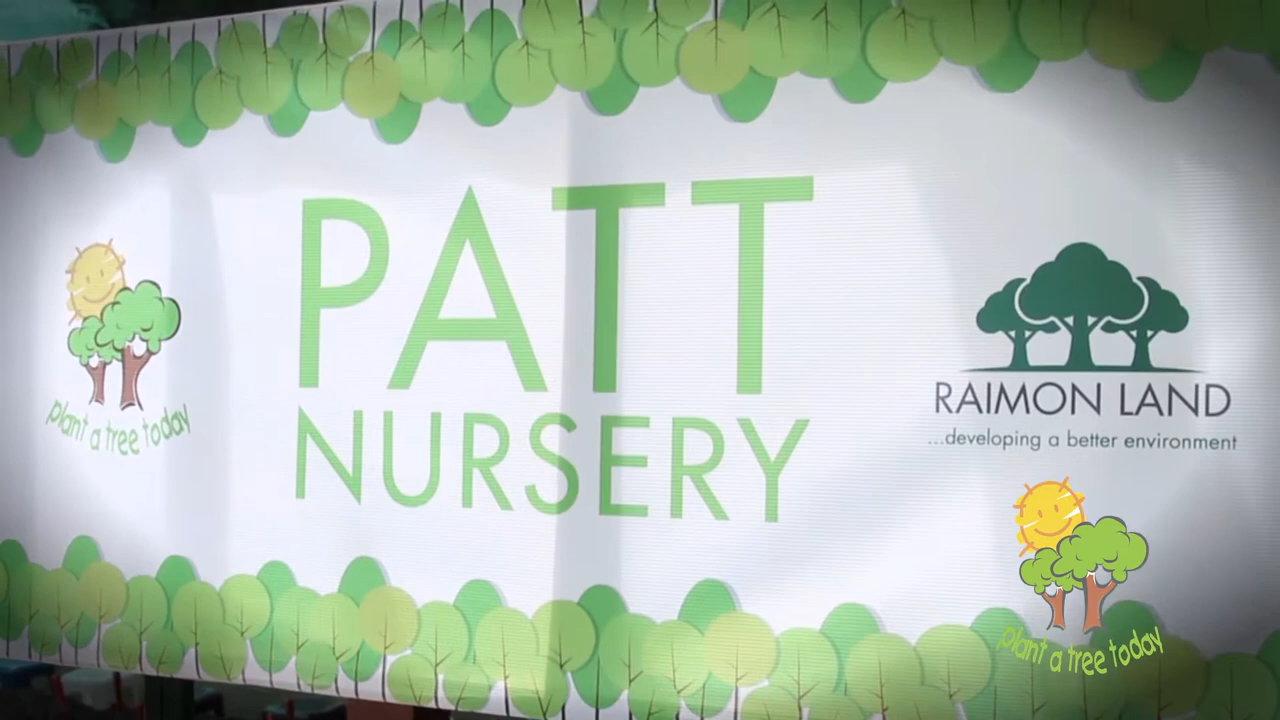 PATT
NURSERY
plant a tree today
RAIMON LAND
...developing a better environment
plant a tree today